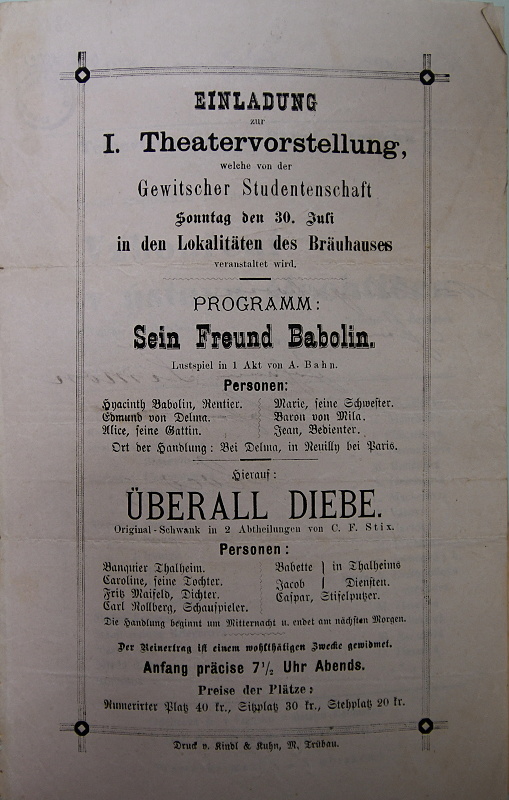 EINLADUNG
zur
I. Theatervorstellung,
welche von der
Gewitscher Studentenschaft
Sonntag den 30. Juli
in den Lokalitäten des Bräuhauses
veranstaltet wird.
PROGRAMM:
Sein Freund Babolin.
Lustspiel in 1 Akt von A. Bahn.
Personen:
Hyacinth Babolin, Rentier. Marie, seine Schwester.
Edmund von Delma. Baron von Mila.
Alice, seine Gattin. Jean, Bedienter.
Ort der Handlung: Bei Delma, in Neuilly bei Paris.
Hierauf:
ÜBERALL DIEBE.
Original-Schwank in 2 Abtheilungen von C. F. Stix.
Personen:
Banquier Thalheim. Babette } in Thalheims
Caroline, seine Tochter. Jacob } Diensten.
Fritz Maifeld, Dichter. Caspar, Stifelputzer.
Carl Rollberg, Schauspieler.
Die Handlung beginnt um Mitternacht u. endet am nächsten Morgen.
Der Reinertrag ist einem wohlthätigen Zwecke gewidmet.
Anfang präcise 7½ Uhr Abends.
Preise der Plätze:
Numerirter Platz 40 kr., Sitzplatz 30 kr., Stehplatz 20 kr.
Druck v. Kindl & Kuhn, M. Trübau.